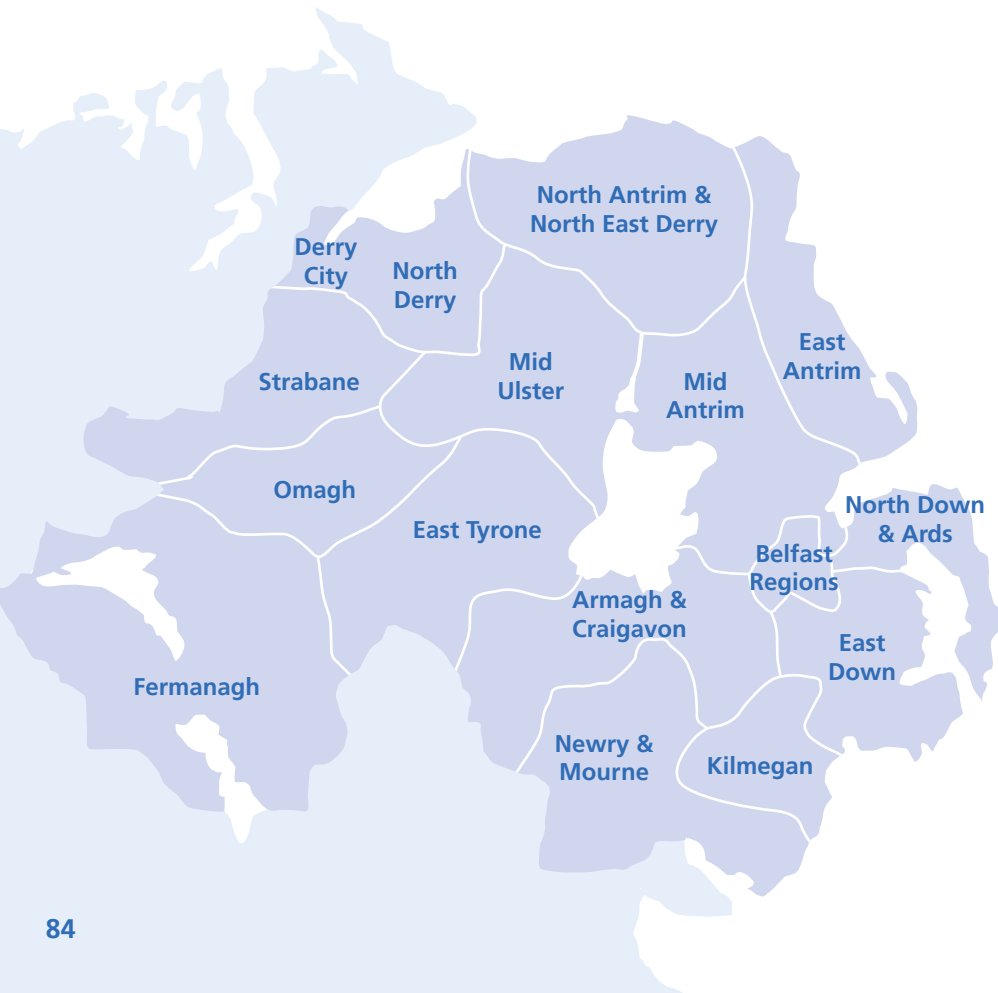 North Antrim &
North East Derry
Derry
City
North
Derry
East
Antrim
Mid
Ulster
Strabane
Mid
Antrim
Omagh
North Down
& Ards
East Tyrone
Belfast
Regions
Armagh &
Craigavon
East
Down
Fermanagh
Newry &
Mourne
Kilmegan
84